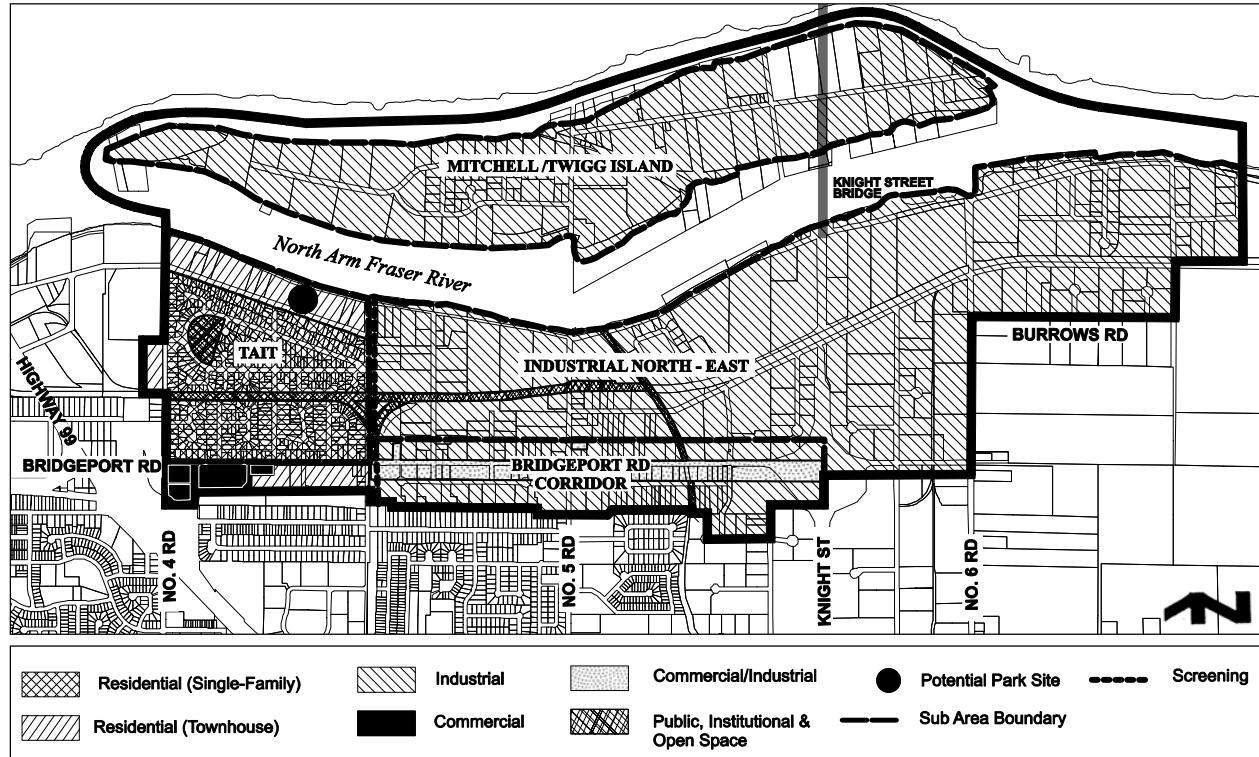 MITCHELL /TWIGG ISLAND
KNIGHT STREET
BRIDGE
North Arm Fraser River
TAIT
INDUSTRIAL NORTH - EAST
BURROWS RD
HIGHWAY 99
BRIDGEPORT RD
BRIDGEPORT RD
CORRIDOR
NO. 4 RD
NO. 5 RD
KNIGHT ST
NO. 6 RD
N
Residential (Single-Family)
Industrial
Commercial/Industrial
Potential Park Site
Screening
Residential (Townhouse)
Commercial
Public, Institutional &
Open Space
Sub Area Boundary